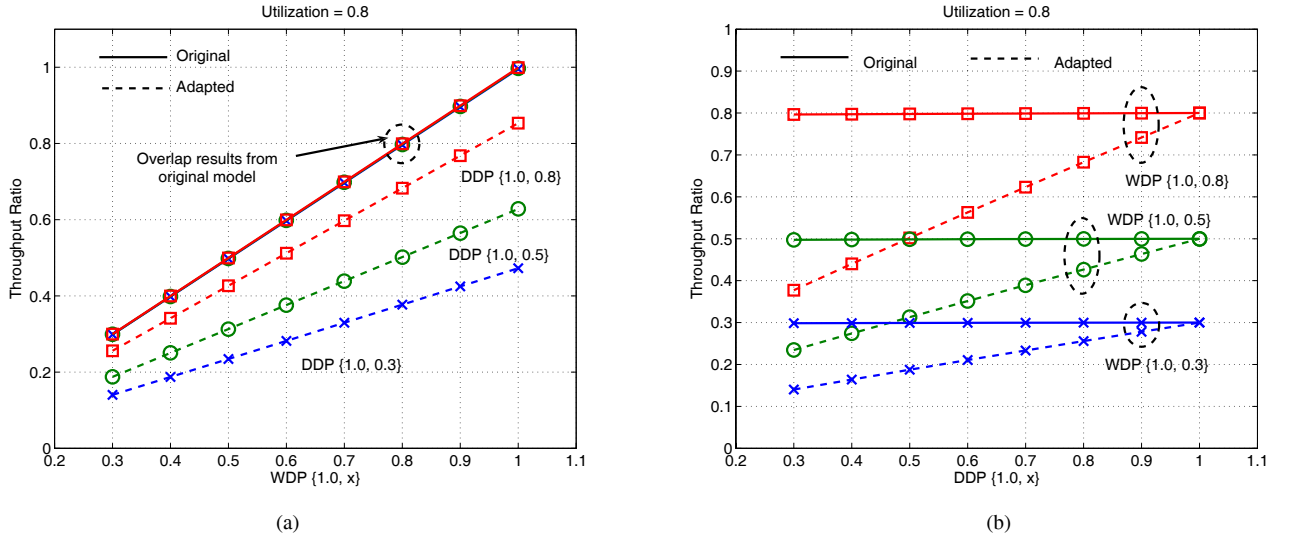 Utilization = 0.8
Original
Adapted
Overlap results from
original model
DDP {1.0, 0.8}
DDP {1.0, 0.5}
DDP {1.0, 0.3}
Throughput Ratio
1
0.8
0.6
0.4
0.2
0
0.2 0.3 0.4 0.5 0.6 0.7 0.8 0.9 1 1.1
WDP {1.0, x}
(a)
Utilization = 0.8
Original Adapted
WDP {1.0, 0.8}
WDP {1.0, 0.5}
WDP {1.0, 0.3}
Throughput Ratio
1
0.9
0.8
0.7
0.6
0.5
0.4
0.3
0.2
0.1
0
0.2 0.3 0.4 0.5 0.6 0.7 0.8 0.9 1 1.1
DDP {1.0, x}
(b)